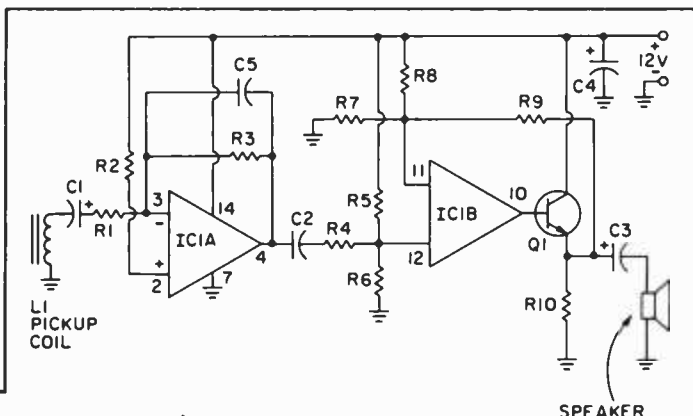 C5
R3
R2
C1
R1
3
-
14
+
2
IC1A
4
7
L1
PICKUP
COIL
C2
R4
R5
R6
R7
R8
R9
11
12
IC1B
10
Q1
R10
+
C3
+
C4
+
12V
-
SPEAKER
+